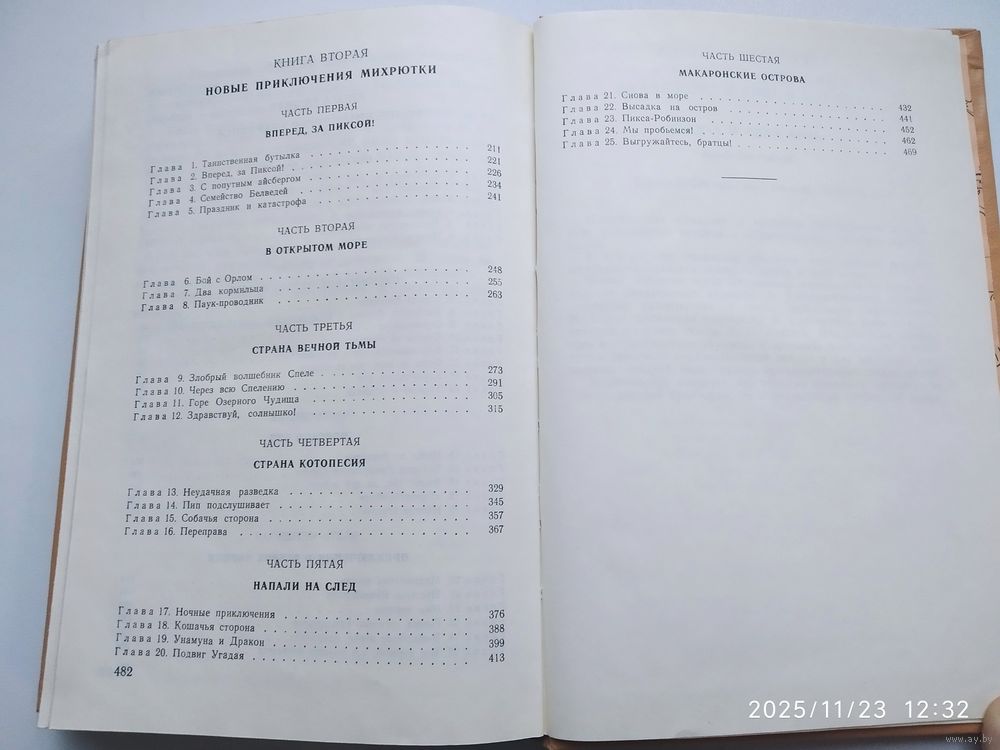 КНИГА ВТОРАЯ
НОВЫЕ ПРИКЛЮЧЕНИЯ МИХРЮТКИ
ЧАСТЬ ПЕРВАЯ
ВПЕРЕД, ЗА ПИКСОЙ!
Глава 1. Таинственная бутылка . . . . . . . . . . . 211
Глава 2. Вперед, за Пиксой! . . . . . . . . . . . 221
Глава 3. С попутным айсбергом . . . . . . . . . . . 226
Глава 4. Семейство Белведей . . . . . . . . . . . 234
Глава 5. Праздник и катастрофа . . . . . . . . . . . 241
ЧАСТЬ ВТОРАЯ
В ОТКРЫТОМ МОРЕ
Глава 6. Бой с Орлом . . . . . . . . . . . 248
Глава 7. Два кормильца . . . . . . . . . . . 255
Глава 8. Паук-проводник . . . . . . . . . . . 263
ЧАСТЬ ТРЕТЬЯ
СТРАНА ВЕЧНОЙ ТЬМЫ
Глава 9. Злобрый волшебник Спеле . . . . . . . . . . . 273
Глава 10. Через всю Спелению . . . . . . . . . . . 291
Глава 11. Горе Озерного Чудища . . . . . . . . . . . 305
Глава 12. Здравствуй, солнышко! . . . . . . . . . . . 315
ЧАСТЬ ЧЕТВЕРТАЯ
СТРАНА КОТОПЕСИЯ
Глава 13. Неудачная разведка . . . . . . . . . . . 329
Глава 14. Пип подслушивает . . . . . . . . . . . 345
Глава 15. Собачья сторона . . . . . . . . . . . 357
Глава 16. Переправа . . . . . . . . . . . 367
ЧАСТЬ ПЯТАЯ
НАПАЛИ НА СЛЕД
Глава 17. Ночные приключения . . . . . . . . . . . 376
Глава 18. Кошачья сторона . . . . . . . . . . . 388
Глава 19. Унамуна и Дракон . . . . . . . . . . . 399
Глава 20. Подвиг Угадая . . . . . . . . . . . 413
482
ЧАСТЬ ШЕСТАЯ
МАКАРОНСКИЕ ОСТРОВА
Глава 21. Снова в море . . . . . . . . . . . 432
Глава 22. Высадка на остров . . . . . . . . . . . 441
Глава 23. Пикса-Робинзон . . . . . . . . . . . 452
Глава 24. Мы пробьемся! . . . . . . . . . . . 462
Глава 25. Выгружайтесь, братцы! . . . . . . . . . . . 469
2025/11/23 12:32
www.ay.by